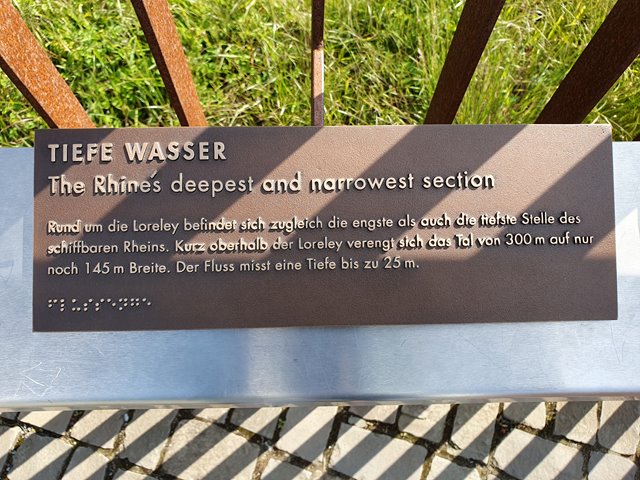 TIEFE WASSER
The Rhine's deepest and narrowest section
Rund um die Loreley befindet sich zugleich die engste als auch die tiefste Stelle des
schiffbaren Rheins. Kurz oberhalb der Loreley verengt sich das Tal von 300 m auf nur
noch 145 m Breite. Der Fluss misst eine Tiefe bis zu 25 m.